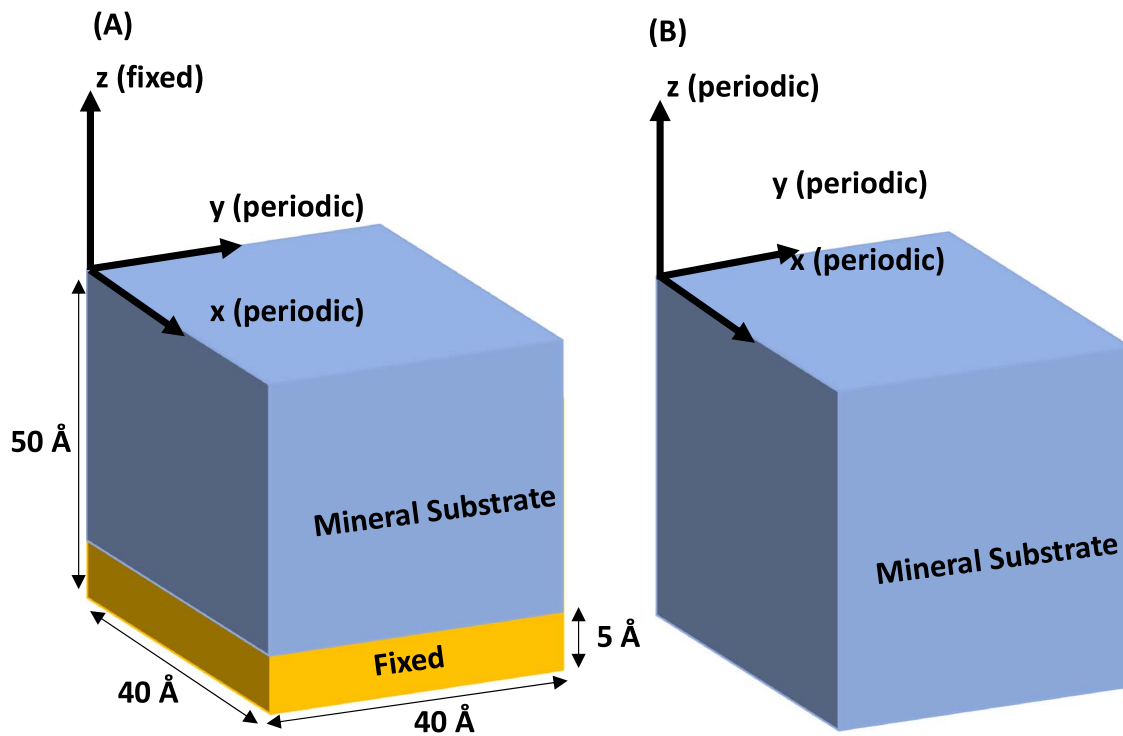 (A)
z (fixed)
y (periodic)
x (periodic)
50 Å
Mineral Substrate
Fixed
5 Å
40 Å
40 Å
(B)
z (periodic)
y (periodic)
x (periodic)
Mineral Substrate